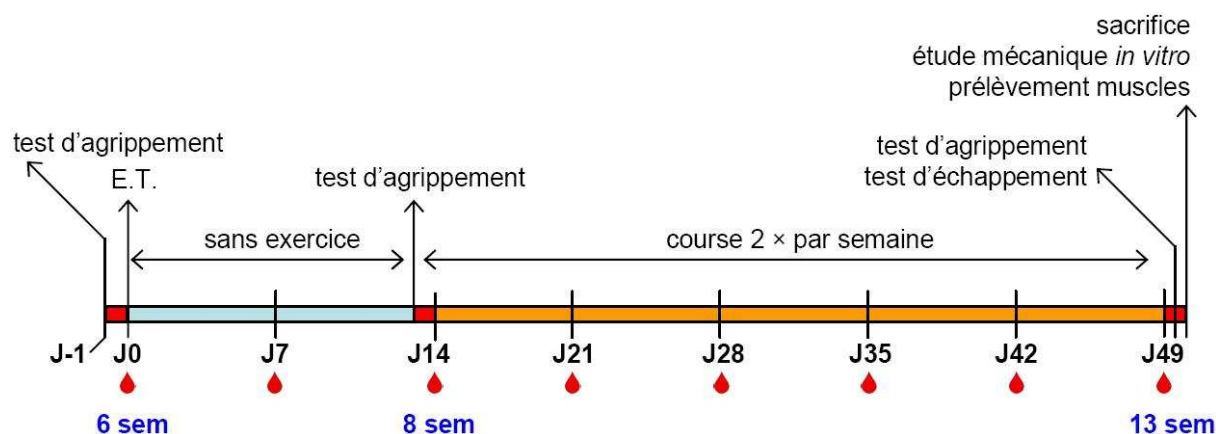 sacrifice
étude mécanique in vitro
prélèvement muscles
test d'agrippement
E.T.
test d'agrippement
test d'agrippement
test d'échappement
sans exercice
course 2 × par semaine
J-1 J0 J7 J14 J21 J28 J35 J42 J49
6 sem 8 sem 13 sem